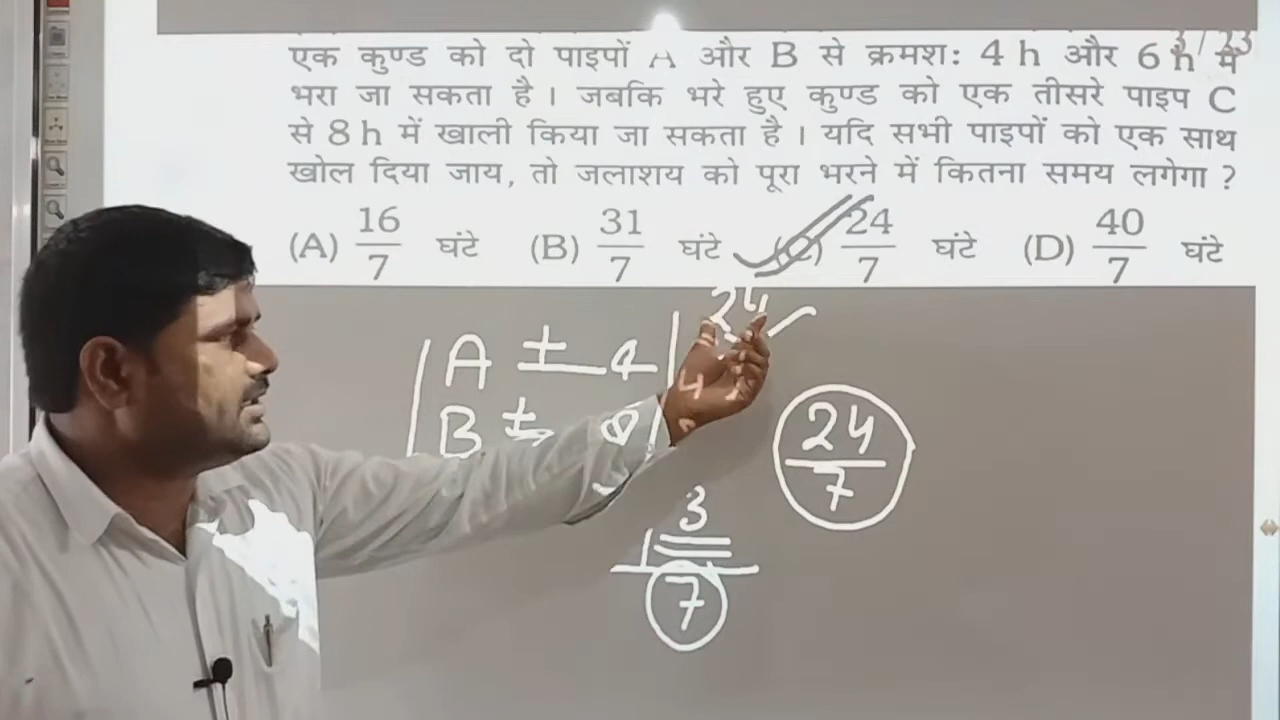 3/23
एक कुण्ड को दो पाइपों A और B से क्रमश: 4 h और 6 h में
भरा जा सकता है । जबकि भरे हुए कुण्ड को एक तीसरे पाइप C
से 8 h में खाली किया जा सकता है । यदि सभी पाइपों को एक साथ
खोल दिया जाय, तो जलाशय को पूरा भरने में कितना समय लगेगा ?
(A) 16/7 घंटे (B) 31/7 घंटे (C) 24/7 घंटे (D) 40/7 घंटे
24
A ± 4
B ±
24/7
3
7